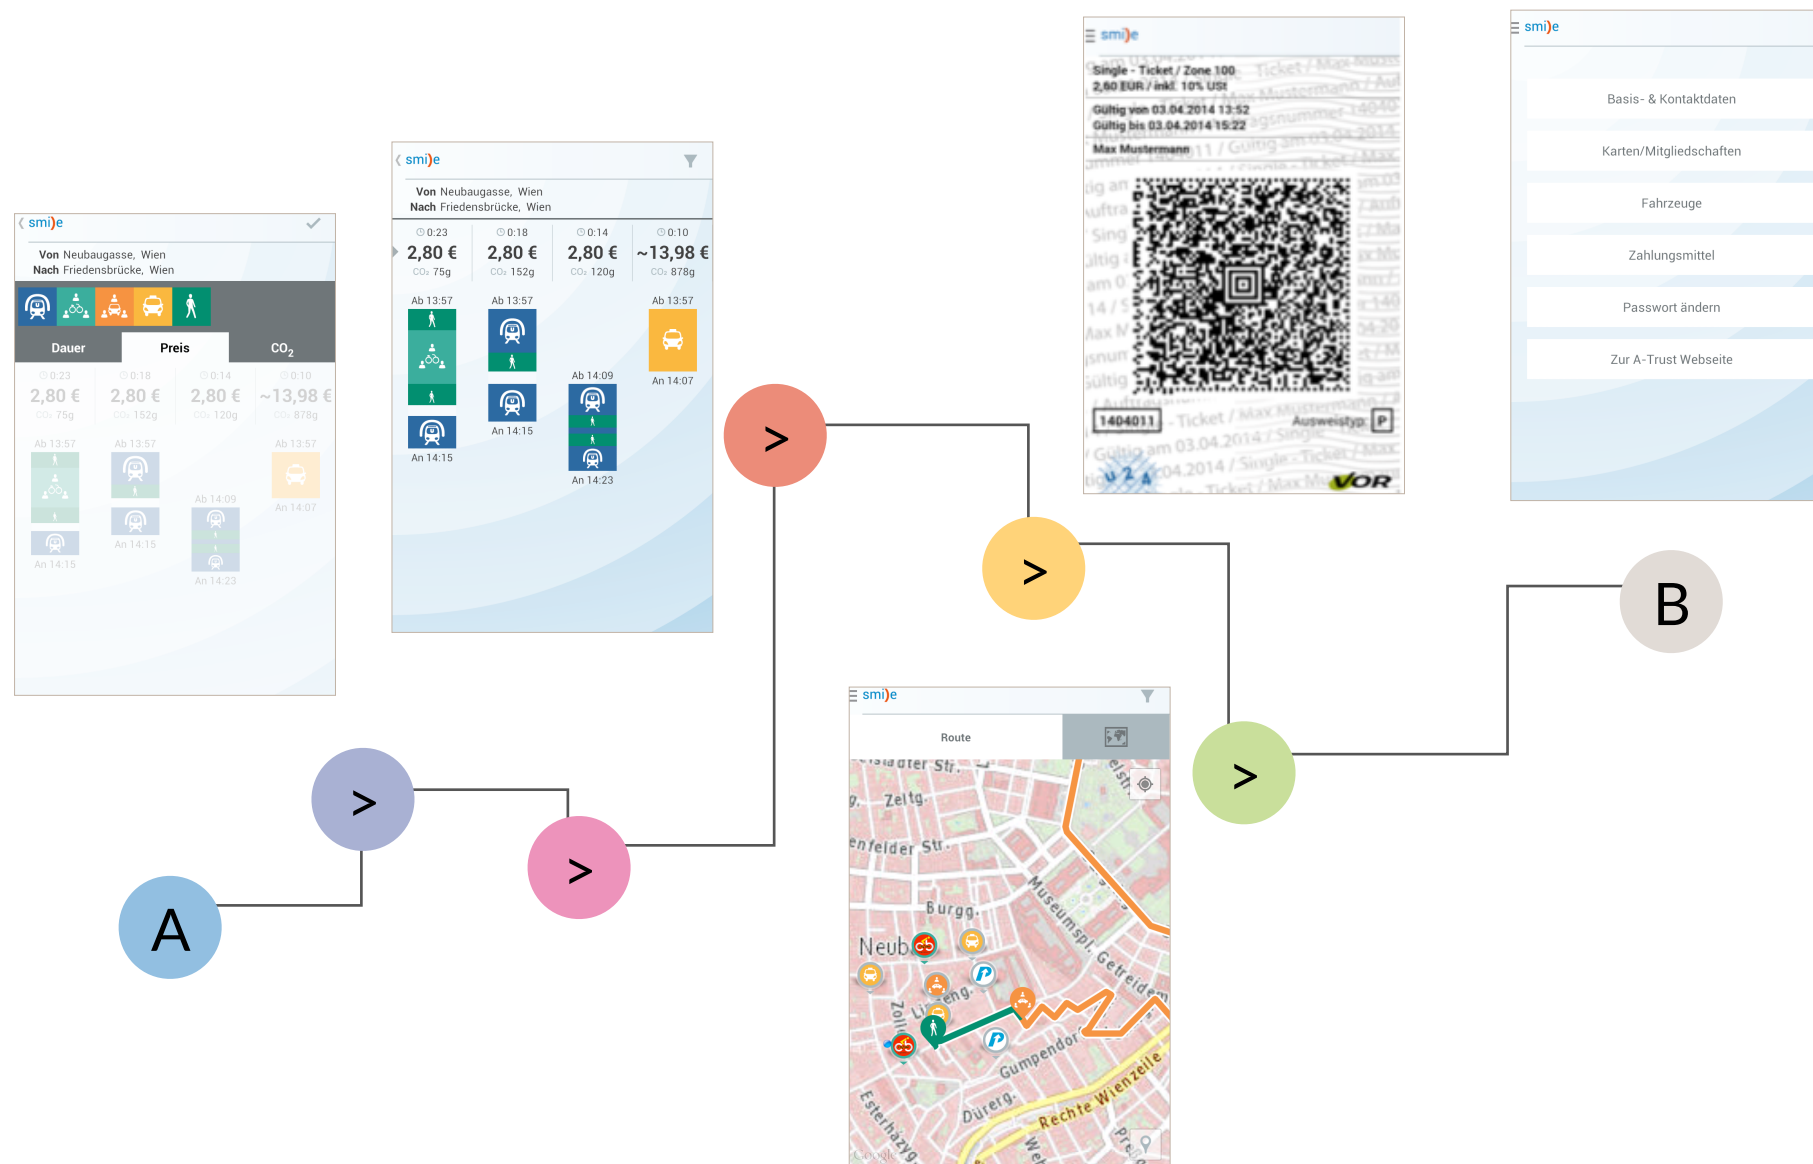 smile
Von Neubaugasse, Wien
Nach Friedensbrücke, Wien
Dauer
Preis
CO₂
0:23
0:18
0:14
0:10
2,80 €
2,80 €
2,80 €
~13,98 €
CO₂ 75g
CO₂ 152g
CO₂ 120g
CO₂ 878g
Ab 13:57
Ab 13:57
Ab 13:57
Ab 14:09
An 14:07
An 14:15
An 14:15
An 14:23
smile
Von Neubaugasse, Wien
Nach Friedensbrücke, Wien
0:23
0:18
0:14
0:10
2,80 €
2,80 €
2,80 €
~13,98 €
CO₂ 75g
CO₂ 152g
CO₂ 120g
CO₂ 878g
Ab 13:57
Ab 13:57
Ab 13:57
Ab 14:09
An 14:07
An 14:15
An 14:15
An 14:23
smile
Single - Ticket / Zone 100
2,60 EUR / inkl. 10% USt
Gültig von 03.04.2014 13:52
Gültig bis 03.04.2014 15:22
Max Mustermann
1404011
Ausweistyp: P
U 2 4
VOR
smile
Basis- & Kontaktdaten
Karten/Mitgliedschaften
Fahrzeuge
Zahlungsmittel
Passwort ändern
Zur A-Trust Webseite
smile
Route
Zeltg.
enfelder Str.
Burgg.
Museumspl.
Getreidem
Neub
Gumpendor
Dürerg.
Rechte Wienzeile
Esterházyg.
Google
A
>
>
>
>
>
B